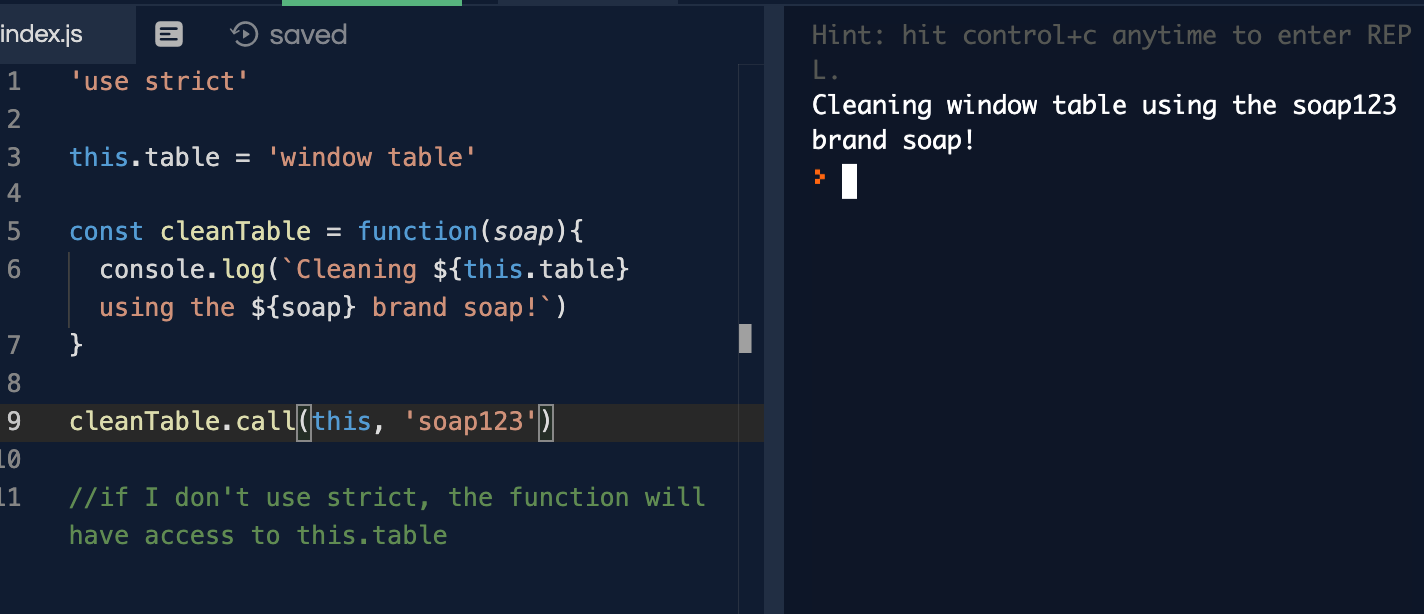 index.js saved
1 'use strict'
2
3 this.table = 'window table'
4
5 const cleanTable = function(soap){
6 console.log(`Cleaning ${this.table}
using the ${soap} brand soap!`)
7 }
8
9 cleanTable.call(this, 'soap123')
10
11 //if I don't use strict, the function will
have access to this.table
Hint: hit control+c anytime to enter REP
L.
Cleaning window table using the soap123
brand soap!